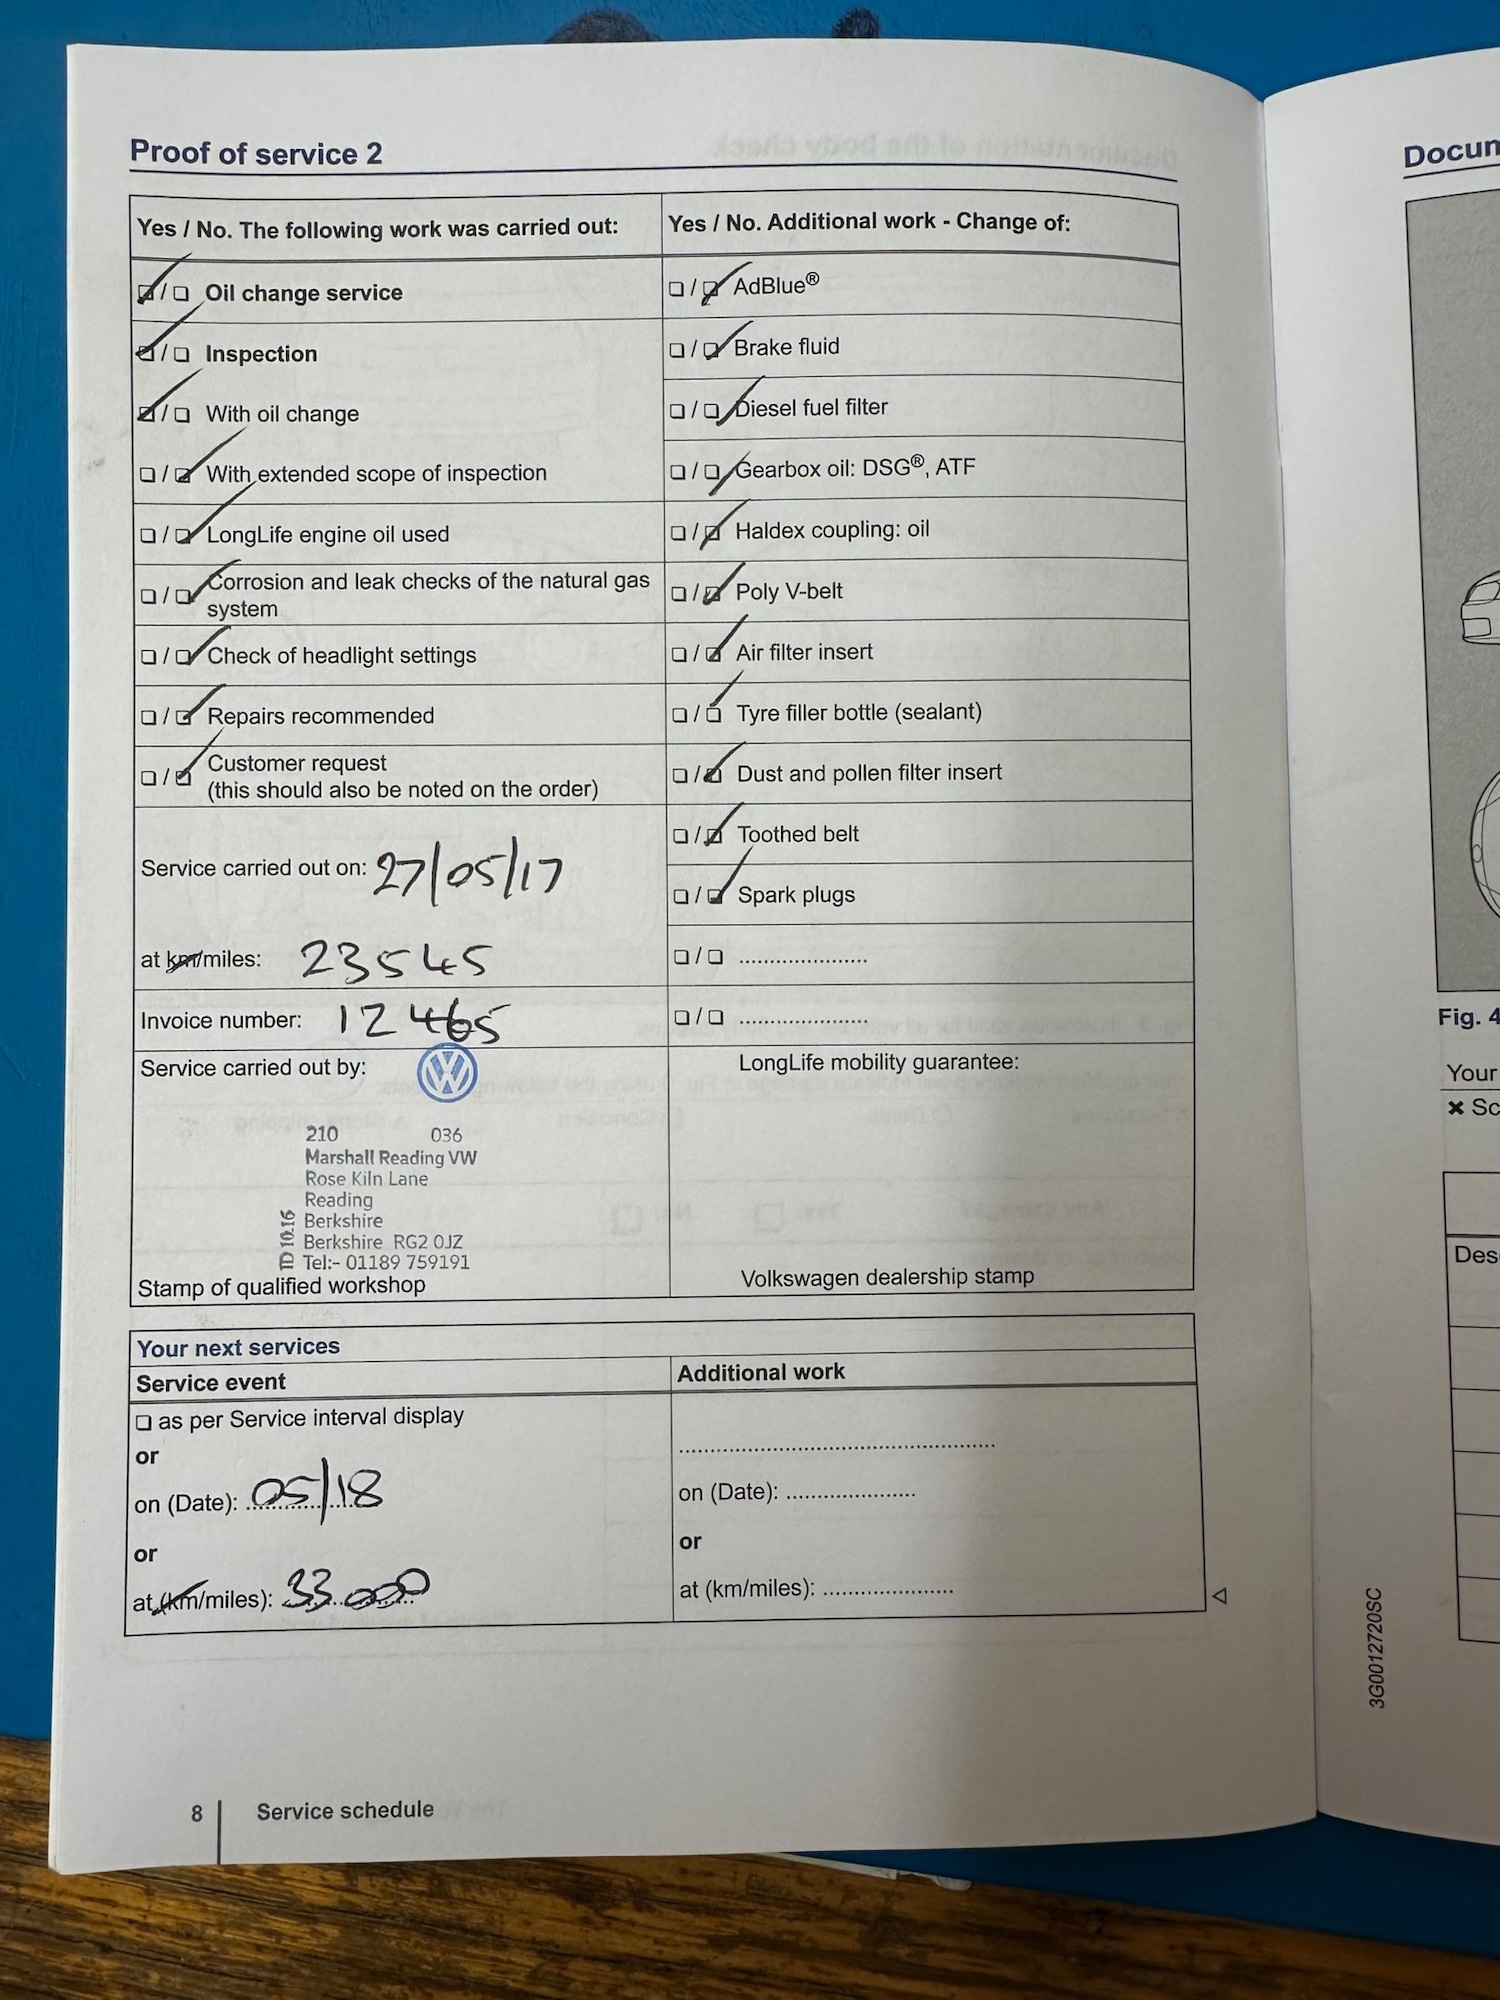 Proof of service 2
Yes / No. The following work was carried out:
☑/☐ Oil change service
☑/☐ Inspection
☑/☐ With oil change
☐/☑ With extended scope of inspection
☐/☑ LongLife engine oil used
☐/☑ Corrosion and leak checks of the natural gas
system
☐/☑ Check of headlight settings
☐/☑ Repairs recommended
☐/☑ Customer request
(this should also be noted on the order)
Service carried out on: 27/05/17
at km/miles: 23545
Invoice number: 12465
Service carried out by:
210 036
Marshall Reading VW
Rose Kiln Lane
Reading
Berkshire
Berkshire RG2 0JZ
Tel:- 01189 759191
ID 10.16
Stamp of qualified workshop
Yes / No. Additional work - Change of:
☐/☑ AdBlue®
☐/☑ Brake fluid
☐/☑ Diesel fuel filter
☐/☑ Gearbox oil: DSG®, ATF
☐/☑ Haldex coupling: oil
☐/☑ Poly V-belt
☐/☑ Air filter insert
☐/☑ Tyre filler bottle (sealant)
☐/☑ Dust and pollen filter insert
☐/☑ Toothed belt
☐/☑ Spark plugs
☐/☐ .....................
☐/☐ .....................
LongLife mobility guarantee:
Volkswagen dealership stamp
Your next services
Service event
☐ as per Service interval display
or
on (Date): 05/18
or
at (km/miles): 33000
Additional work
..................................................
on (Date): .....................
or
at (km/miles): .....................
8 Service schedule
Docum
Fig. 4
Your
✖ Sc
Des
3G0012720SC